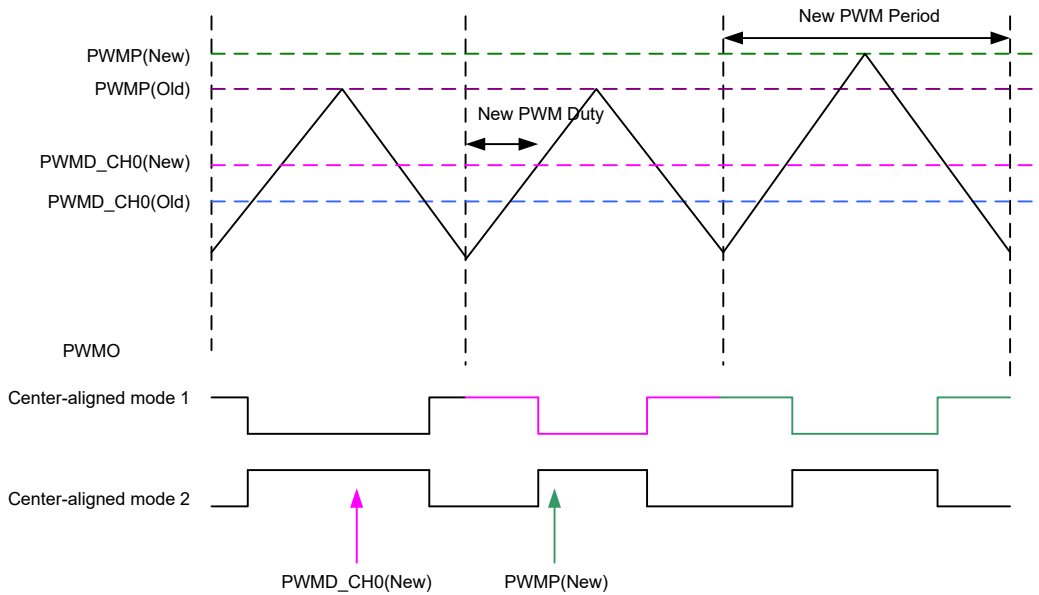 New PWM Period
PWMP(New)
PWMP(Old)
New PWM Duty
PWMD_CH0(New)
PWMD_CH0(Old)
PWMO
Center-aligned mode 1
Center-aligned mode 2
PWMD_CH0(New)
PWMP(New)